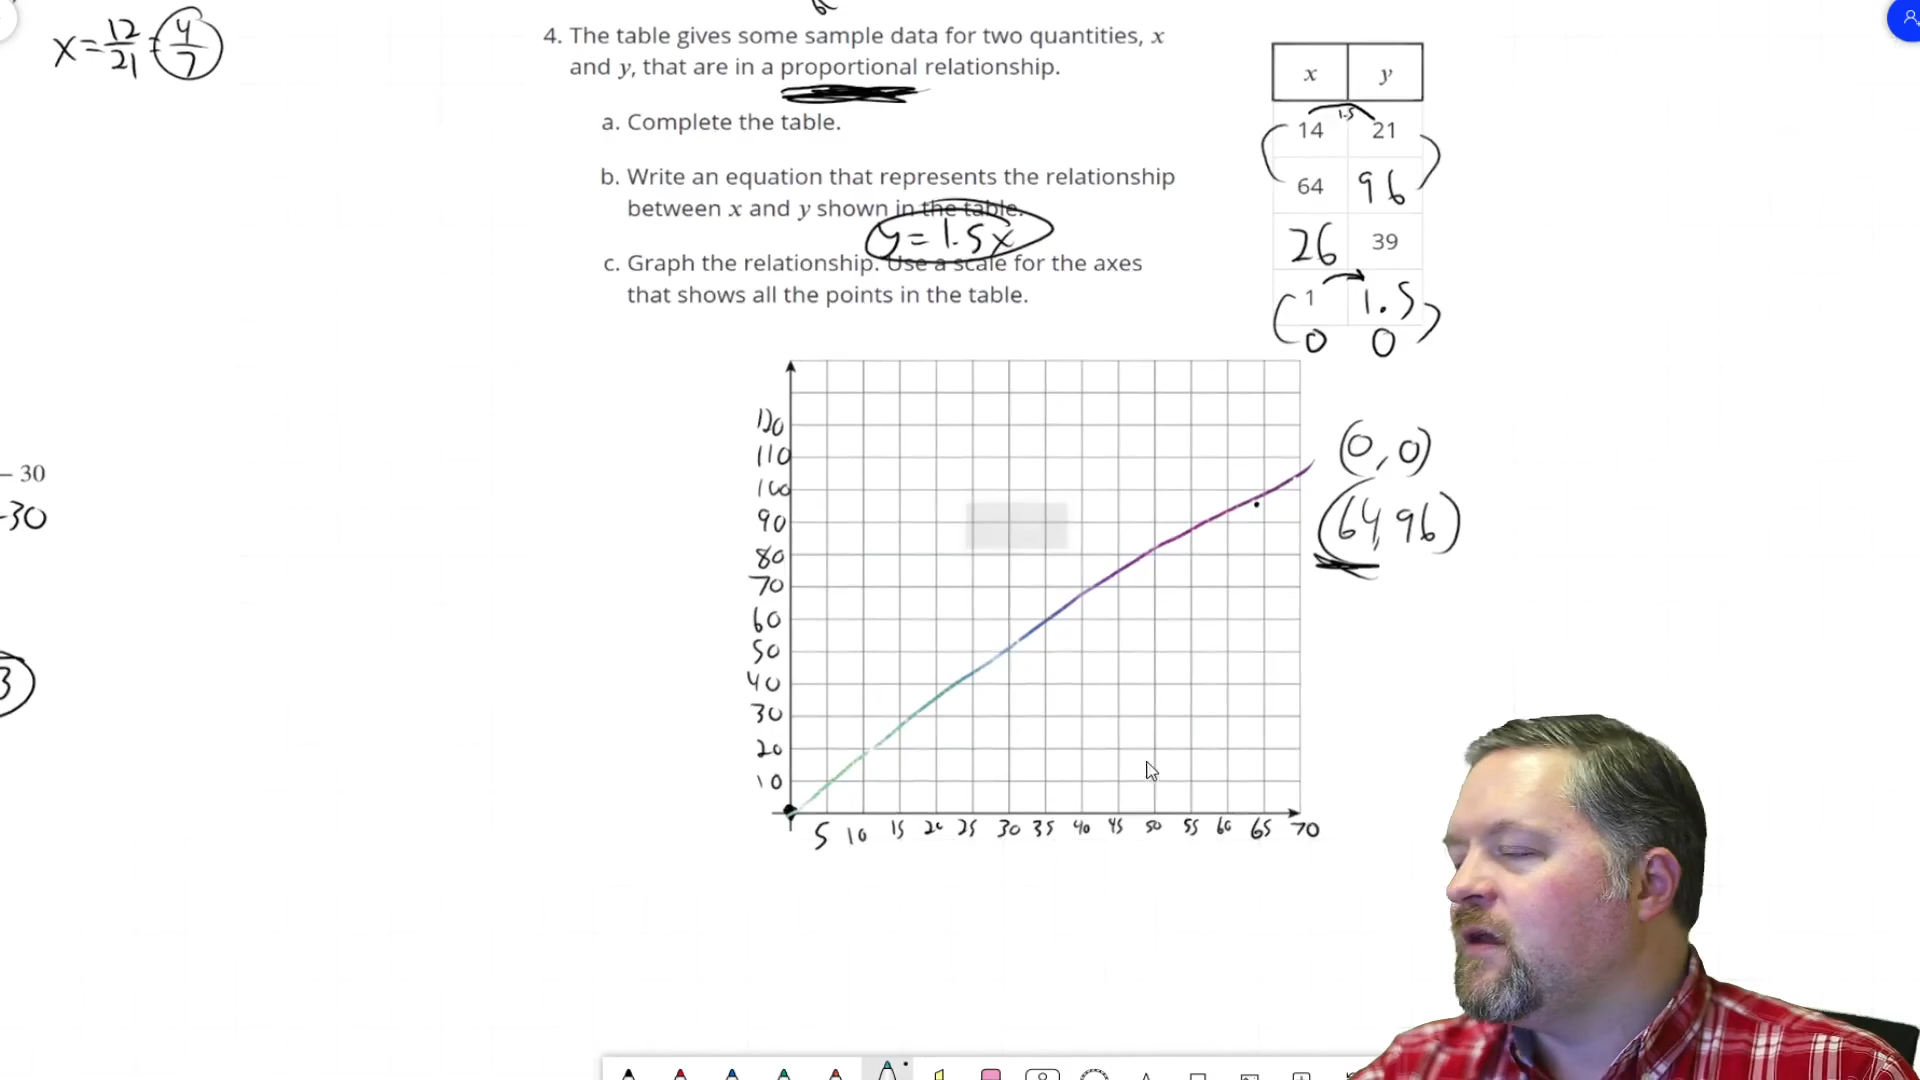 x = 12/21 = 4/7
4. The table gives some sample data for two quantities, x
and y, that are in a proportional relationship.
a. Complete the table.
b. Write an equation that represents the relationship
between x and y shown in the table.
y = 1.5x
c. Graph the relationship. Use a scale for the axes
that shows all the points in the table.
x y
1.5
14 21
64 96
26 39
1 1.5
0 0
120
110
100
90
80
70
60
50
40
30
20
10
5 10 15 20 25 30 35 40 45 50 55 60 65 70
(0,0)
(64,96)
– 30
-30
3